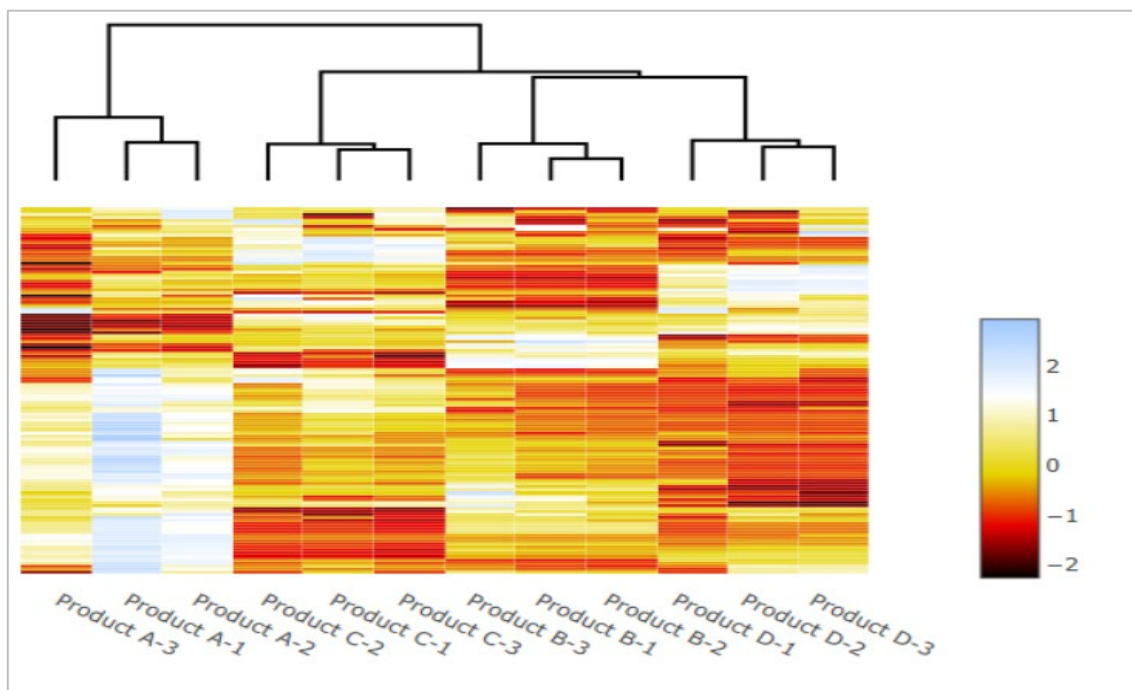 2
1
0
−1
−2
Product A-3
Product A-1
Product A-2
Product C-2
Product C-1
Product C-3
Product B-3
Product B-1
Product B-2
Product D-1
Product D-2
Product D-3